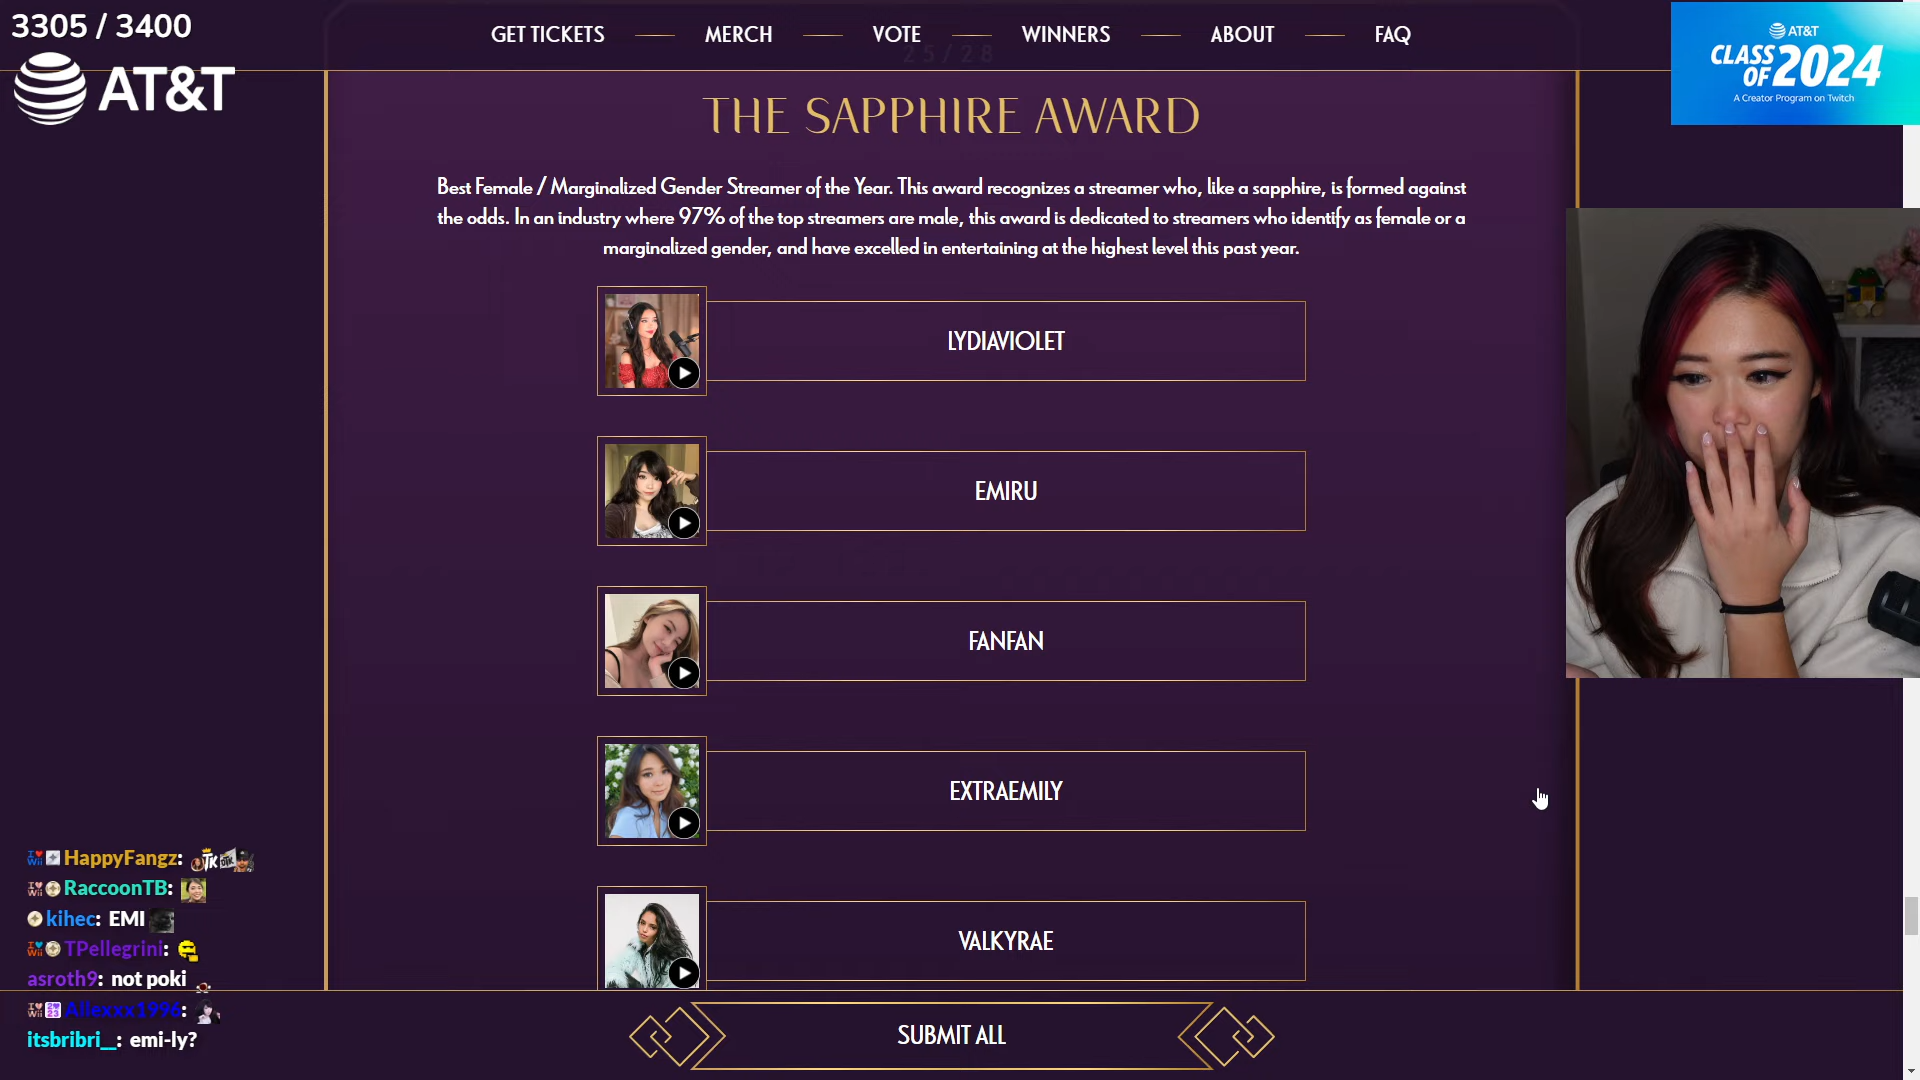 3305 / 3400
AT&T
GET TICKETS
MERCH
VOTE
WINNERS
ABOUT
FAQ
25/28
AT&T
CLASS
OF 2024
A Creator Program on Twitch
THE SAPPHIRE AWARD
Best Female / Marginalized Gender Streamer of the Year. This award recognizes a streamer who, like a sapphire, is formed against
the odds. In an industry where 97% of the top streamers are male, this award is dedicated to streamers who identify as female or a
marginalized gender, and have excelled in entertaining at the highest level this past year.
LYDIAVIOLET
EMIRU
FANFAN
EXTRAEMILY
VALKYRAE
HappyFangz:
RaccoonTB:
kihec: EMI
TPellegrini:
asroth9: not poki
Allexxx1996:
itsbribri__: emi-ly?
SUBMIT ALL